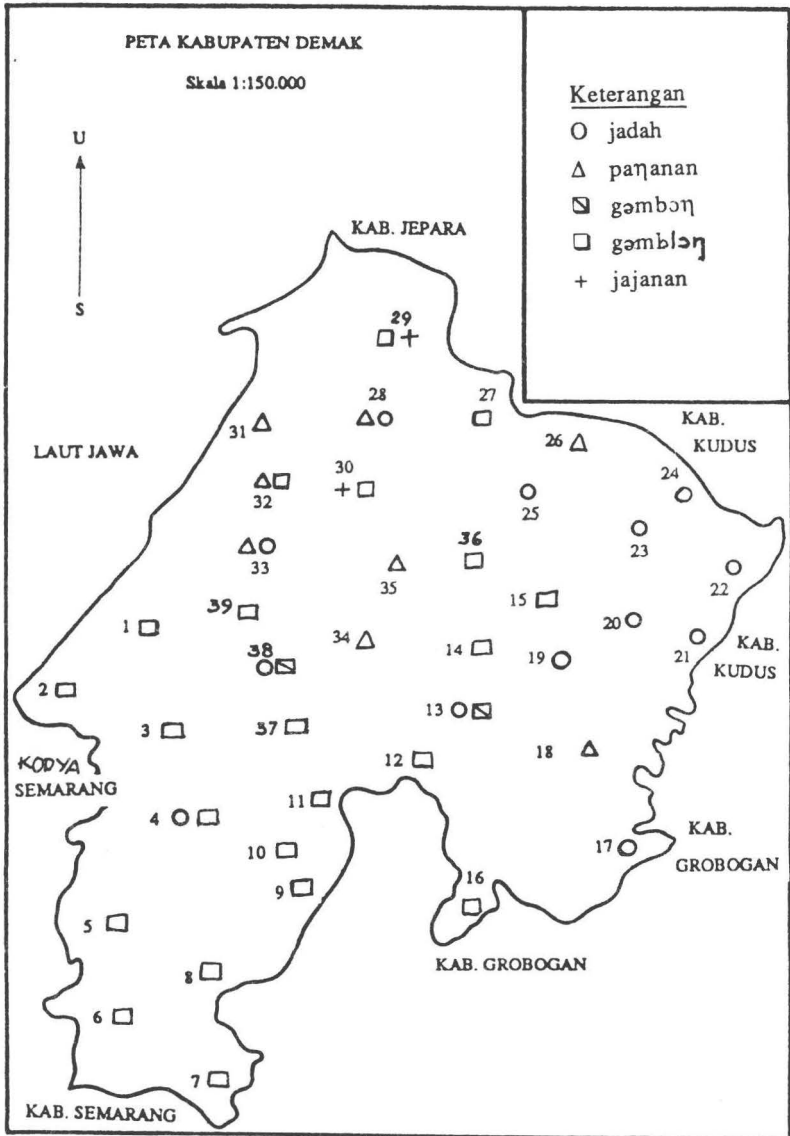 PETA KABUPATEN DEMAK
Skala 1:150.000
U
S
Keterangan
jadah
paηanan
gəmbɔη
gəmblɔη
+ jajanan
KAB. JEPARA
29
28
27
31
26
KAB.
KUDUS
LAUT JAWA
30
24
32
25
23
36
33
35
22
39
15
1
20
34
14
38
19
21
KAB.
KUDUS
2
13
3
37
18
12
KODYA
SEMARANG
11
4
KAB.
GROBOGAN
10
17
9
16
5
KAB. GROBOGAN
8
6
7
KAB. SEMARANG